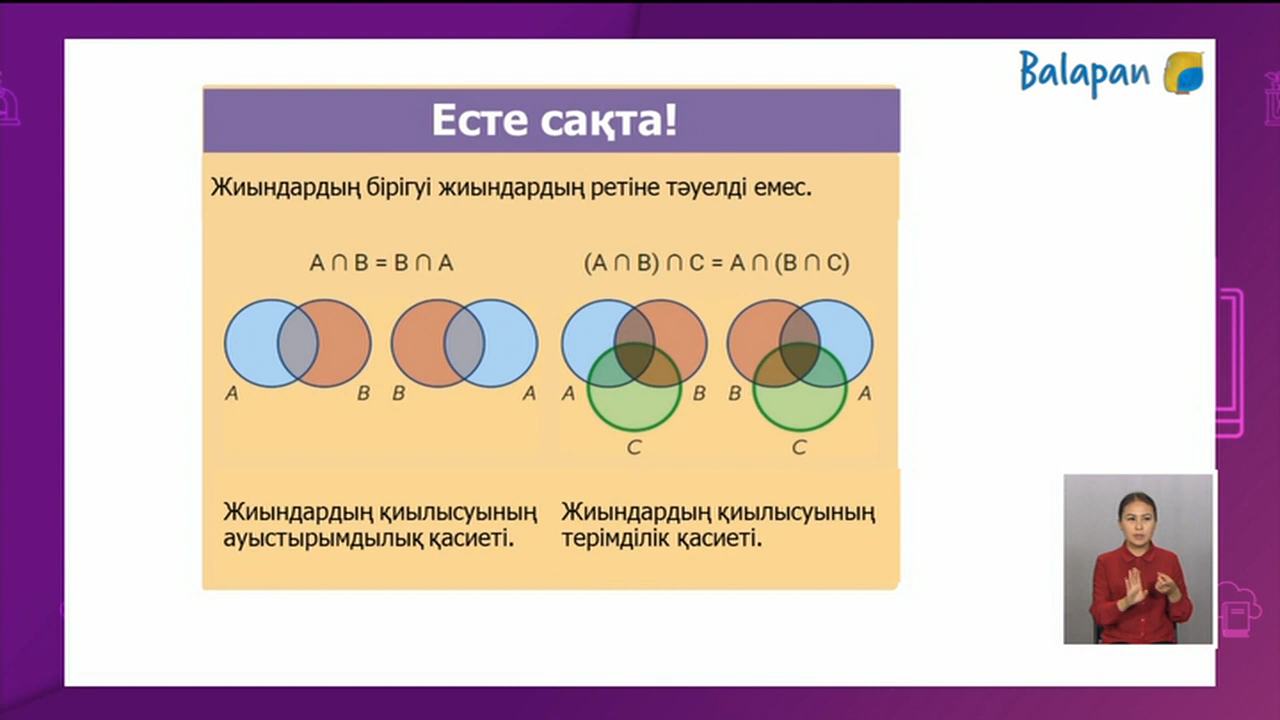 Balapan
Есте сақта!
Жиындардың бірігуі жиындардың ретіне тәуелді емес.
A ∩ B = B ∩ A
(A ∩ B) ∩ C = A ∩ (B ∩ C)
A B B A
A B B A
C C
Жиындардың қиылысуының
ауыстырымдылық қасиеті.
Жиындардың қиылысуының
терімділік қасиеті.